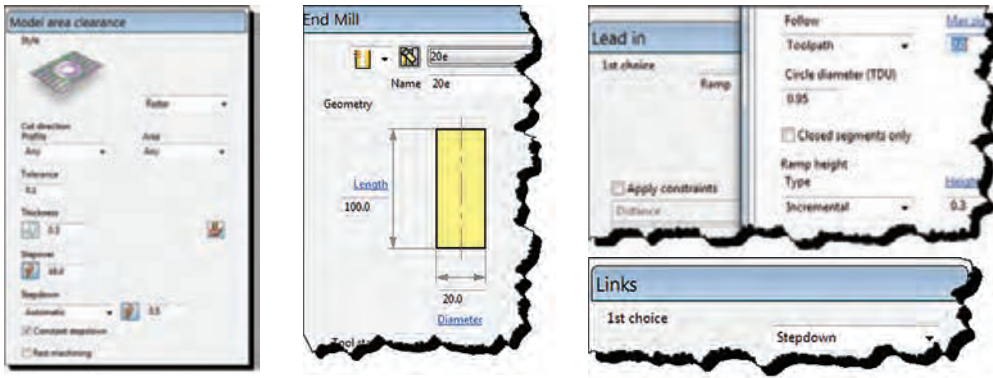 Model area clearance
Style
Raster
Cut direction
Profile
Area
Any
Any
Tolerance
0.1
Thickness
0.3
Stepover
10.0
Stepdown
Automatic
Constant stepdown
Rest machining
End Mill
20e
Name 20e
Geometry
Length
100.0
20.0
Diameter
Lead in
1st choice
Ramp
Apply constraints
Distance
Follow
Toolpath
Circle diameter (TDU)
0.95
Closed segments only
Ramp height
Type
Incremental
0.3
Links
1st choice
Stepdown